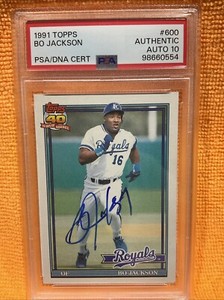 1991 TOPPS #600
BO JACKSON AUTHENTIC
AUTO 10
PSA/DNA CERT PSA 98660554
Topps
40
Royals
16
Royals
OF BO JACKSON